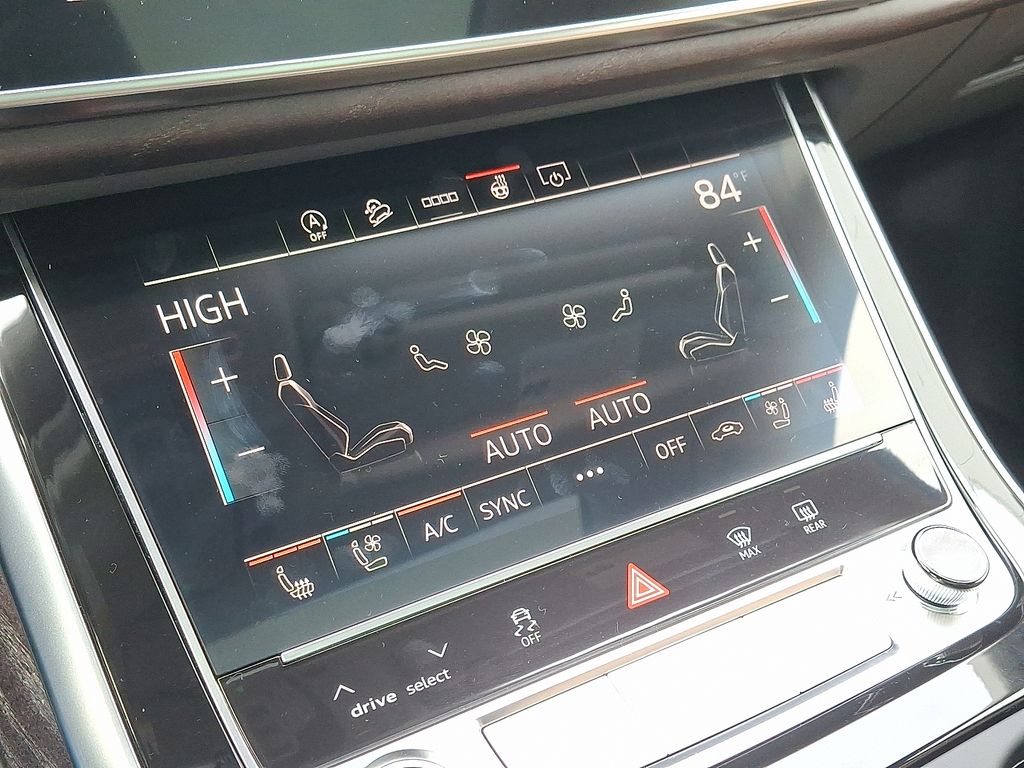 A
OFF
84°F
HIGH
+
-
+
-
AUTO
AUTO
A/C
SYNC
...
OFF
MAX
REAR
OFF
drive select